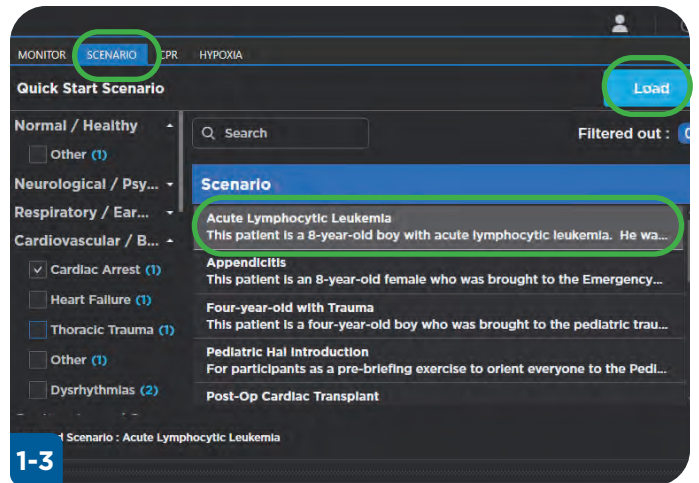 MONITOR SCENARIO CPR HYPOXIA
Quick Start Scenario
Load
Normal / Healthy
Other (1)
Neurological / Psy...
Respiratory / Ear...
Cardiovascular / B...
Cardiac Arrest (1)
Heart Failure (1)
Thoracic Trauma (1)
Other (1)
Dysrhythmias (2)
Search
Filtered out :
Scenario
Acute Lymphocytic Leukemia
This patient is a 8-year-old boy with acute lymphocytic leukemia. He wa...
Appendicitis
This patient is an 8-year-old female who was brought to the Emergency...
Four-year-old with Trauma
This patient is a four-year-old boy who was brought to the pediatric trau...
Pediatric Hal Introduction
For participants as a pre-briefing exercise to orient everyone to the Pedi...
Post-Op Cardiac Transplant
Scenario : Acute Lymphocytic Leukemia
1-3